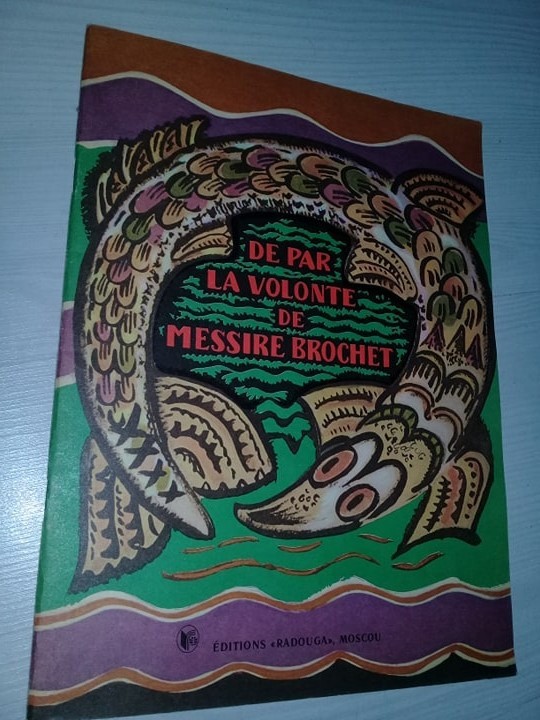 DE PAR
LA VOLONTE
DE
MESSIRE BROCHET
ÉDITIONS «RADOUGA», MOSCOU